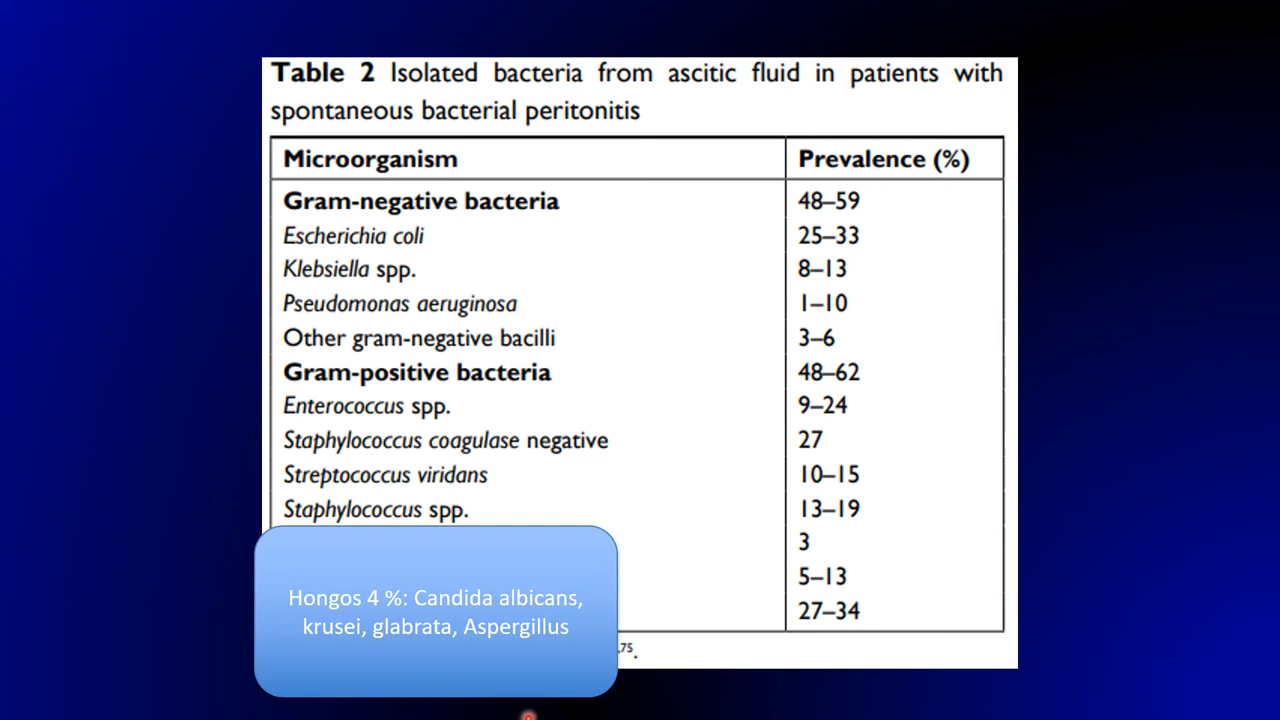 Table 2 Isolated bacteria from ascitic fluid in patients with
spontaneous bacterial peritonitis
Microorganism Prevalence (%)
Gram-negative bacteria 48–59
Escherichia coli 25–33
Klebsiella spp. 8–13
Pseudomonas aeruginosa 1–10
Other gram-negative bacilli 3–6
Gram-positive bacteria 48–62
Enterococcus spp. 9–24
Staphylococcus coagulase negative 27
Streptococcus viridans 10–15
Staphylococcus spp. 13–19
3
5–13
27–34
,75.
Hongos 4 %: Candida albicans,
krusei, glabrata, Aspergillus